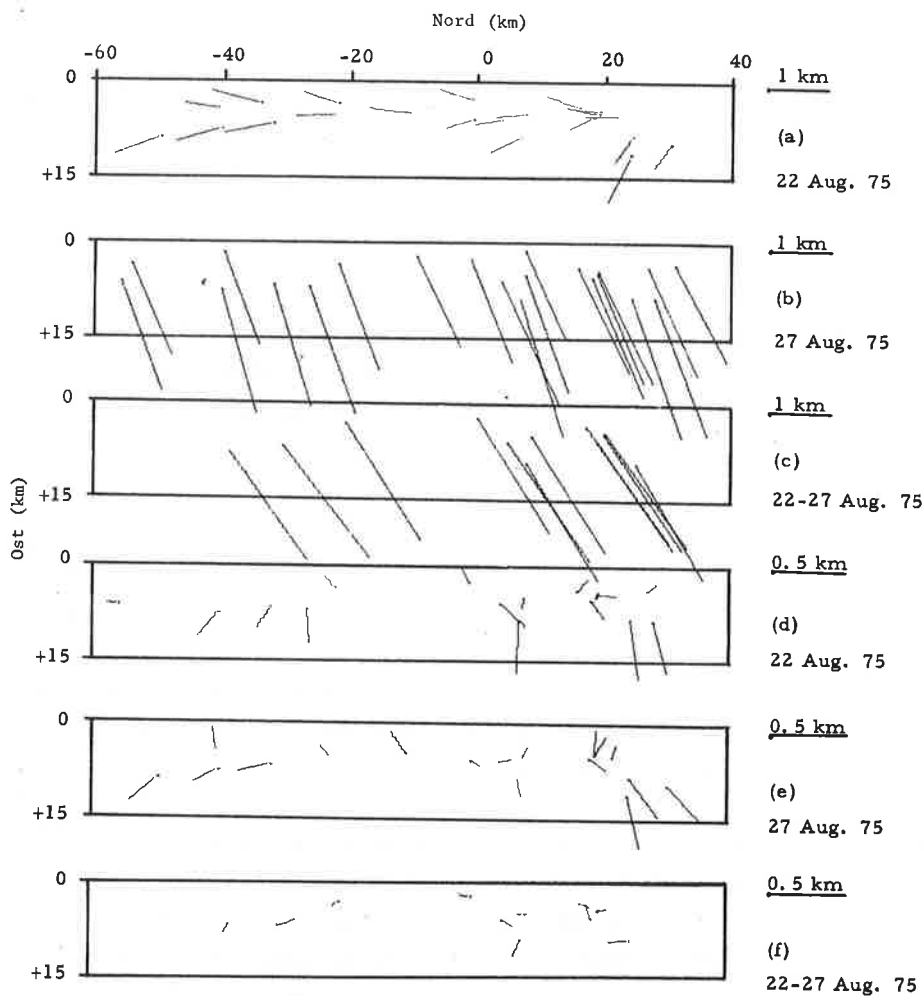 Nord (km)
-60 -40 -20 0 20 40
0
1 km
(a)
+15
22 Aug. 75
0
1 km
(b)
+15
27 Aug. 75
0
1 km
(c)
+15
22-27 Aug. 75
Ost (km)
0
0.5 km
(d)
+15
22 Aug. 75
0
0.5 km
(e)
+15
27 Aug. 75
0
0.5 km
(f)
+15
22-27 Aug. 75